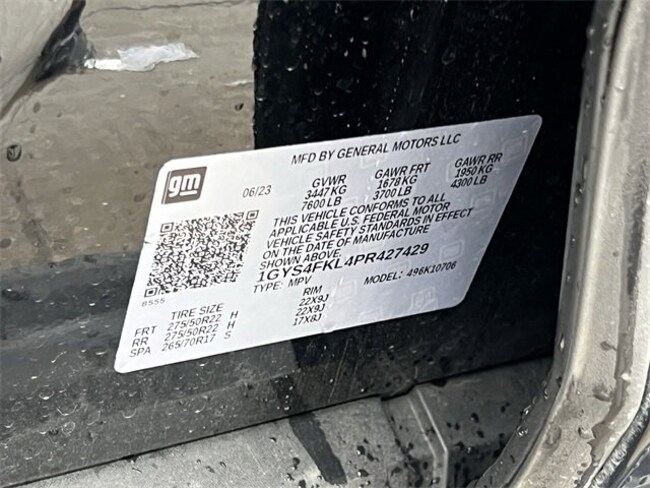 MFD BY GENERAL MOTORS LLC
gm
06/23
GVWR GAWR FRT GAWR RR
3447 KG 1678 KG 1950 KG
7600 LB 3700 LB 4300 LB
THIS VEHICLE CONFORMS TO ALL
APPLICABLE U.S. FEDERAL MOTOR
VEHICLE SAFETY STANDARDS IN EFFECT
ON THE DATE OF MANUFACTURE
SHOWN ABOVE.
1GYS4FKL4PR427429
TYPE: MPV MODEL: 496K10706
BSSS
TIRE SIZE RIM
FRT 275/50R22 H 22X9J
RR 275/50R22 H 22X9J
SPA 265/70R17 S 17X8J